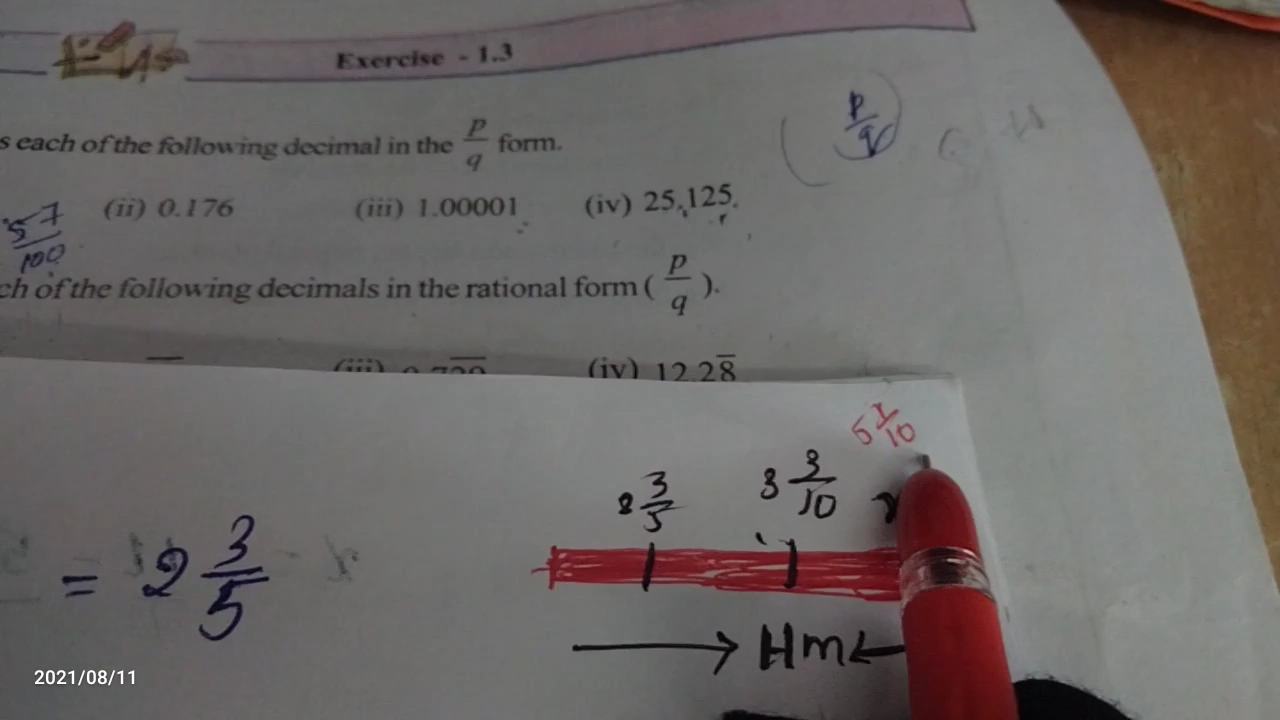 Exercise - 1.3
s each of the following decimal in the p/q form.
p/q
57/100
(ii) 0.176 (iii) 1.00001 (iv) 25.125
ch of the following decimals in the rational form ( p/q ).
(iii) (iv) 12.28̅
5 1/10
2 3/5 3 3/10
= 2 3/5
Hm
2021/08/11